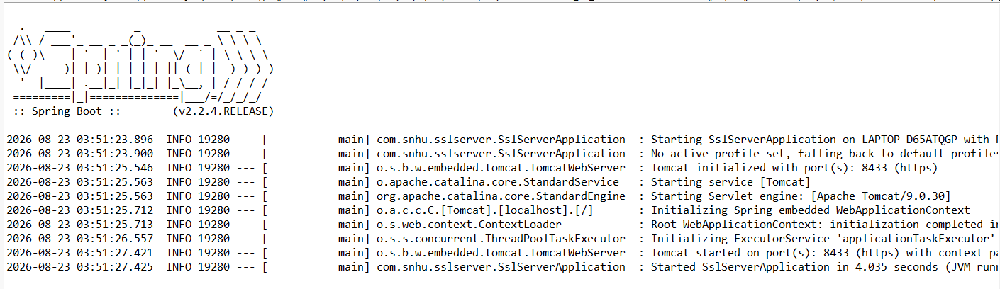 .   ____          _            __ _ _
 /\\ / ___'_ __ _ _(_)_ __  __ _ \ \ \ \
( ( )\___ | '_ | '_| | '_ \/ _` | \ \ \ \
 \\/  ___)| |_)| | | | | || (_| |  ) ) ) )
  '  |____| .__|_| |_|_| |_\__, | / / / /
 =========|_|==============|___/=/_/_/_/
 :: Spring Boot ::        (v2.2.4.RELEASE)
2026-08-23 03:51:23.896  INFO 19280 --- [           main] com.snhu.sslserver.SslServerApplication  : Starting SslServerApplication on LAPTOP-D65ATQGP with
2026-08-23 03:51:23.900  INFO 19280 --- [           main] com.snhu.sslserver.SslServerApplication  : No active profile set, falling back to default profiles:
2026-08-23 03:51:25.546  INFO 19280 --- [           main] o.s.b.w.embedded.tomcat.TomcatWebServer  : Tomcat initialized with port(s): 8433 (https)
2026-08-23 03:51:25.563  INFO 19280 --- [           main] o.apache.catalina.core.StandardService   : Starting service [Tomcat]
2026-08-23 03:51:25.563  INFO 19280 --- [           main] org.apache.catalina.core.StandardEngine  : Starting Servlet engine: [Apache Tomcat/9.0.30]
2026-08-23 03:51:25.712  INFO 19280 --- [           main] o.a.c.c.C.[Tomcat].[localhost].[/]       : Initializing Spring embedded WebApplicationContext
2026-08-23 03:51:25.713  INFO 19280 --- [           main] o.s.web.context.ContextLoader            : Root WebApplicationContext: initialization completed in
2026-08-23 03:51:26.557  INFO 19280 --- [           main] o.s.s.concurrent.ThreadPoolTaskExecutor  : Initializing ExecutorService 'applicationTaskExecutor'
2026-08-23 03:51:27.421  INFO 19280 --- [           main] o.s.b.w.embedded.tomcat.TomcatWebServer  : Tomcat started on port(s): 8433 (https) with context pa
2026-08-23 03:51:27.425  INFO 19280 --- [           main] com.snhu.sslserver.SslServerApplication  : Started SslServerApplication in 4.035 seconds (JVM runn